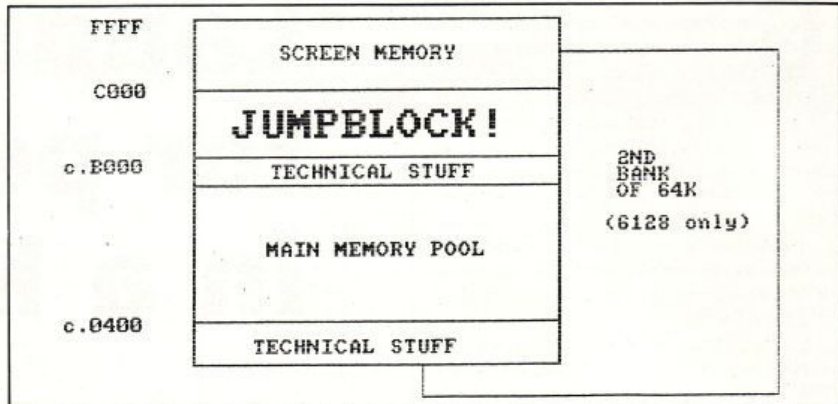 FFFF
SCREEN MEMORY
C000
JUMPBLOCK!
c.B000
TECHNICAL STUFF
2ND
BANK
OF 64K
(6128 only)
MAIN MEMORY POOL
c.0400
TECHNICAL STUFF